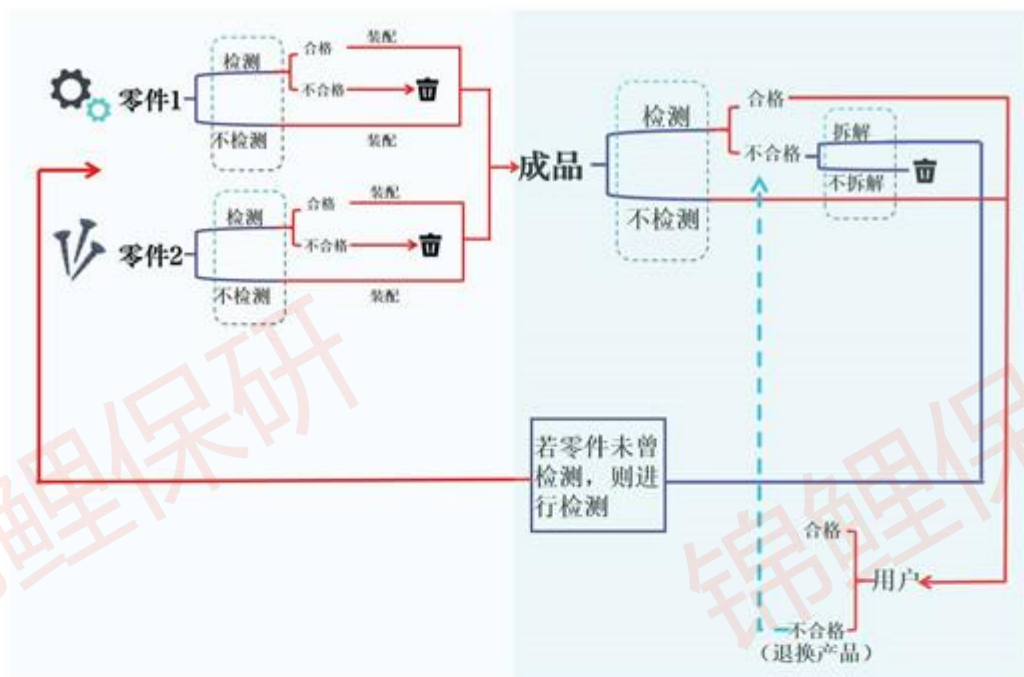 检测
合格
装配
零件1
不合格
不检测
装配
检测
合格
装配
零件2
不合格
不检测
装配
成品
检测
合格
不合格
拆解
不拆解
不检测
若零件未曾
检测，则进
行检测
合格
用户
不合格
（退换产品）
锦鲤保研
锦鲤保